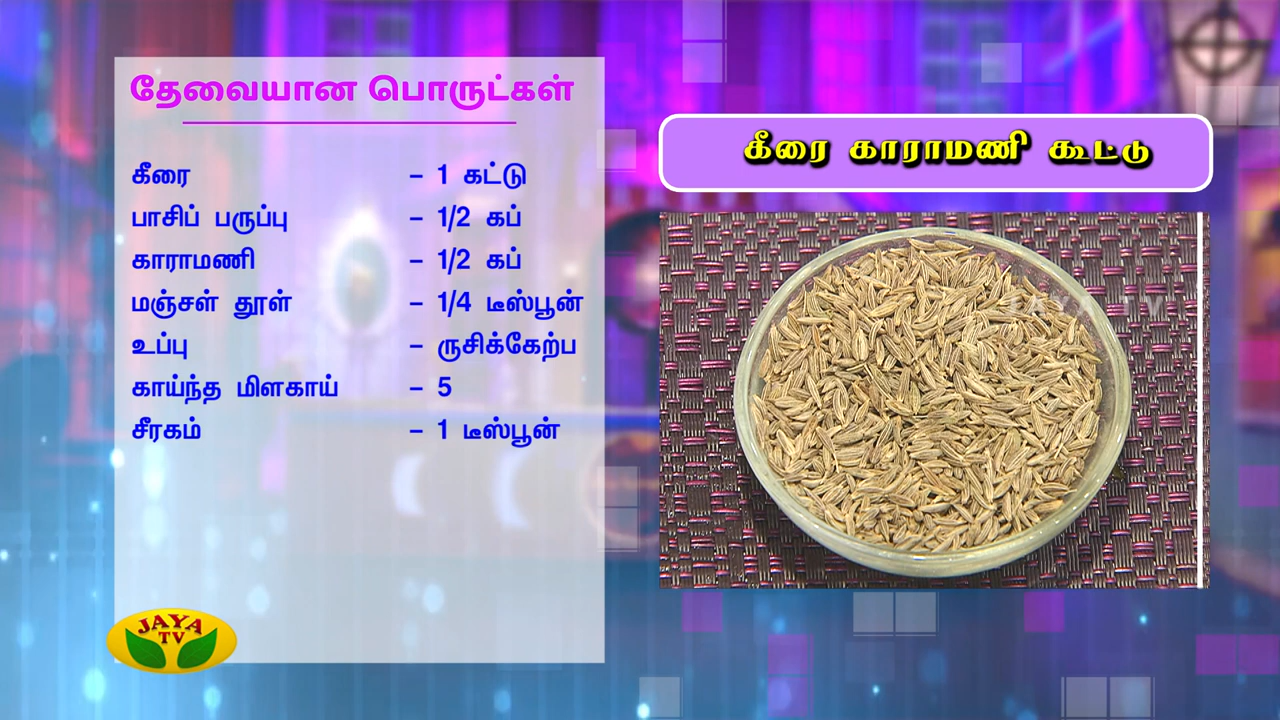 தேவையான பொருட்கள்
கீரை – 1 கட்டு
பாசிப் பருப்பு – 1/2 கப்
காராமணி – 1/2 கப்
மஞ்சள் தூள் – 1/4 டீஸ்பூன்
உப்பு – ருசிக்கேற்ப
காய்ந்த மிளகாய் – 5
சீரகம் – 1 டீஸ்பூன்
கீரை காராமணி கூட்டு
JAYA TV
JAYA
TV